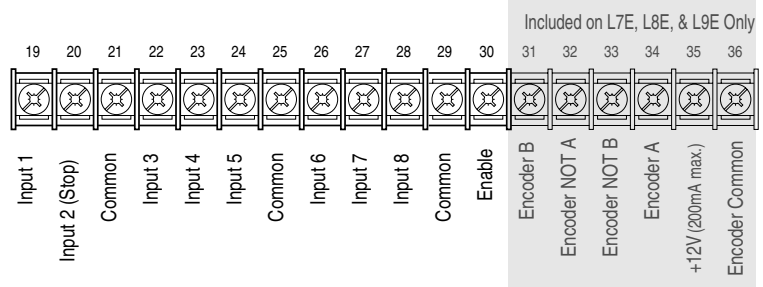 Included on L7E, L8E, & L9E Only
19 20 21 22 23 24 25 26 27 28 29 30 31 32 33 34 35 36
Input 1
Input 2 (Stop)
Common
Input 3
Input 4
Input 5
Common
Input 6
Input 7
Input 8
Common
Enable
Encoder B
Encoder NOT A
Encoder NOT B
Encoder A
+12V (200mA max.)
Encoder Common